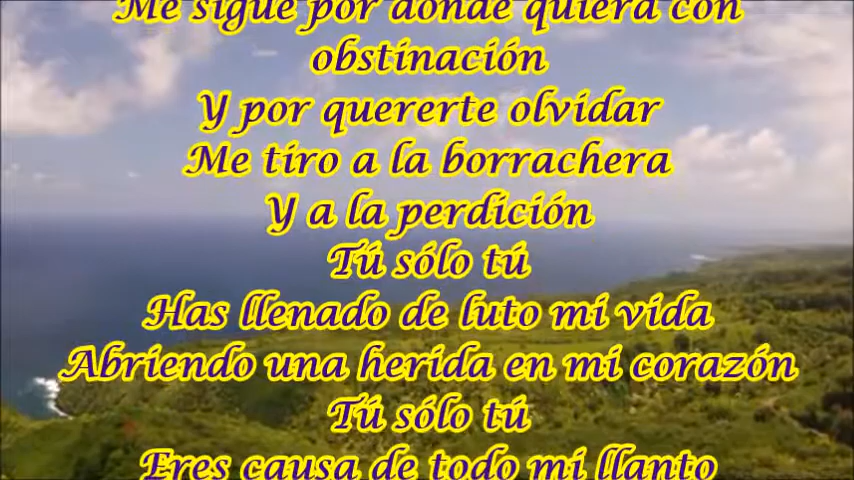 Me sigue por donde quiera con
obstinación
Y por quererte olvidar
Me tiro a la borrachera
Y a la perdición
Tú sólo tú
Has llenado de luto mi vida
Abriendo una herida en mi corazón
Tú sólo tú
Eres causa de todo mi llanto